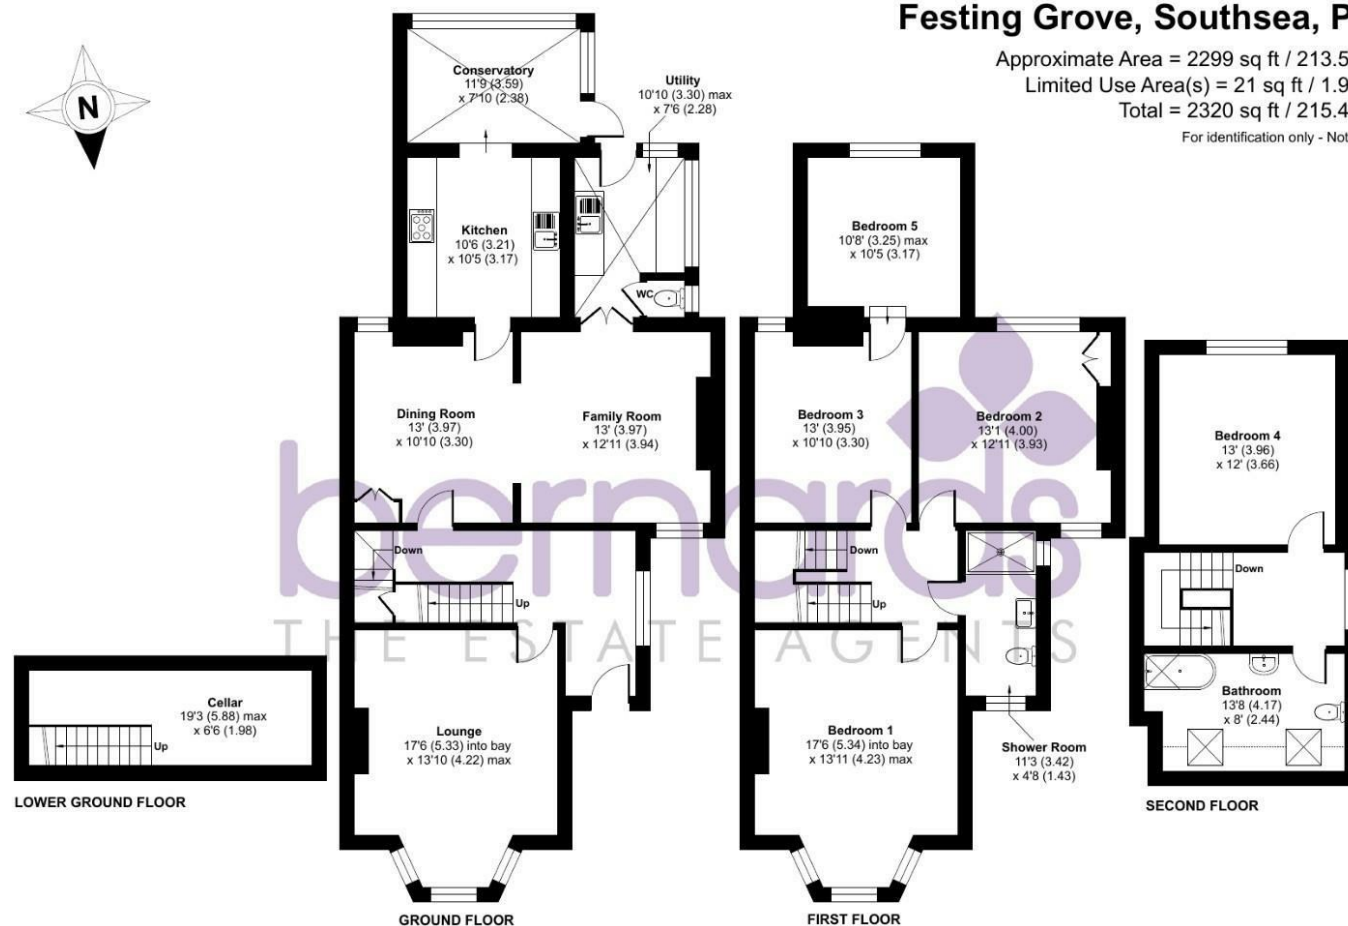 Festing Grove, Southsea, P
Approximate Area = 2299 sq ft / 213.5
Limited Use Area(s) = 21 sq ft / 1.9
Total = 2320 sq ft / 215.4
For identification only - Not
N
Conservatory
11'9 (3.59)
x 7'10 (2.38)
Utility
10'10 (3.30) max
x 7'6 (2.28)
Kitchen
10'6 (3.21)
x 10'5 (3.17)
WC
Dining Room
13' (3.97)
x 10'10 (3.30)
Family Room
13' (3.97)
x 12'11 (3.94)
Down
Up
Lounge
17'6 (5.33) into bay
x 13'10 (4.22) max
GROUND FLOOR
Cellar
19'3 (5.88) max
x 6'6 (1.98)
Up
LOWER GROUND FLOOR
Bedroom 5
10'8' (3.25) max
x 10'5 (3.17)
Bedroom 3
13' (3.95)
x 10'10 (3.30)
Bedroom 2
13'1 (4.00)
x 12'11 (3.93)
Down
Up
Bedroom 1
17'6 (5.34) into bay
x 13'11 (4.23) max
Shower Room
11'3 (3.42)
x 4'8 (1.43)
FIRST FLOOR
Bedroom 4
13' (3.96)
x 12' (3.66)
Down
Bathroom
13'8 (4.17)
x 8' (2.44)
SECOND FLOOR
bernards
THE ESTATE AGENTS